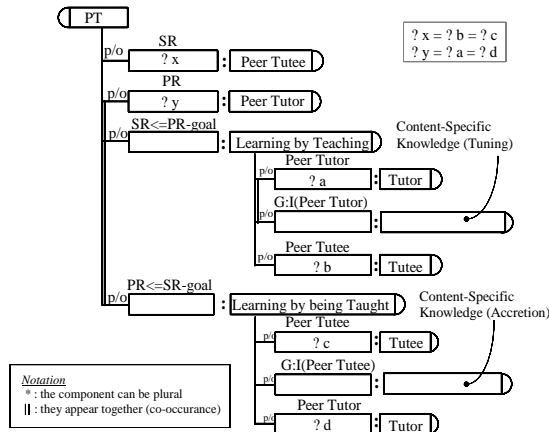 PT
SR
p/o ? x : Peer Tutee
PR
p/o ? y : Peer Tutor
SR<=PR-goal
p/o : Learning by Teaching
Peer Tutor
p/o ? a : Tutor
G:I(Peer Tutor)
p/o :
Peer Tutee
p/o ? b : Tutee
PR<=SR-goal
p/o : Learning by being Taught
Peer Tutee
p/o ? c : Tutee
G:I(Peer Tutee)
p/o :
Peer Tutor
p/o ? d : Tutor
? x = ? b = ? c
? y = ? a = ? d
Content-Specific
Knowledge (Tuning)
Content-Specific
Knowledge (Accretion)
Notation
* : the component can be plural
|| : they appear together (co-occurance)